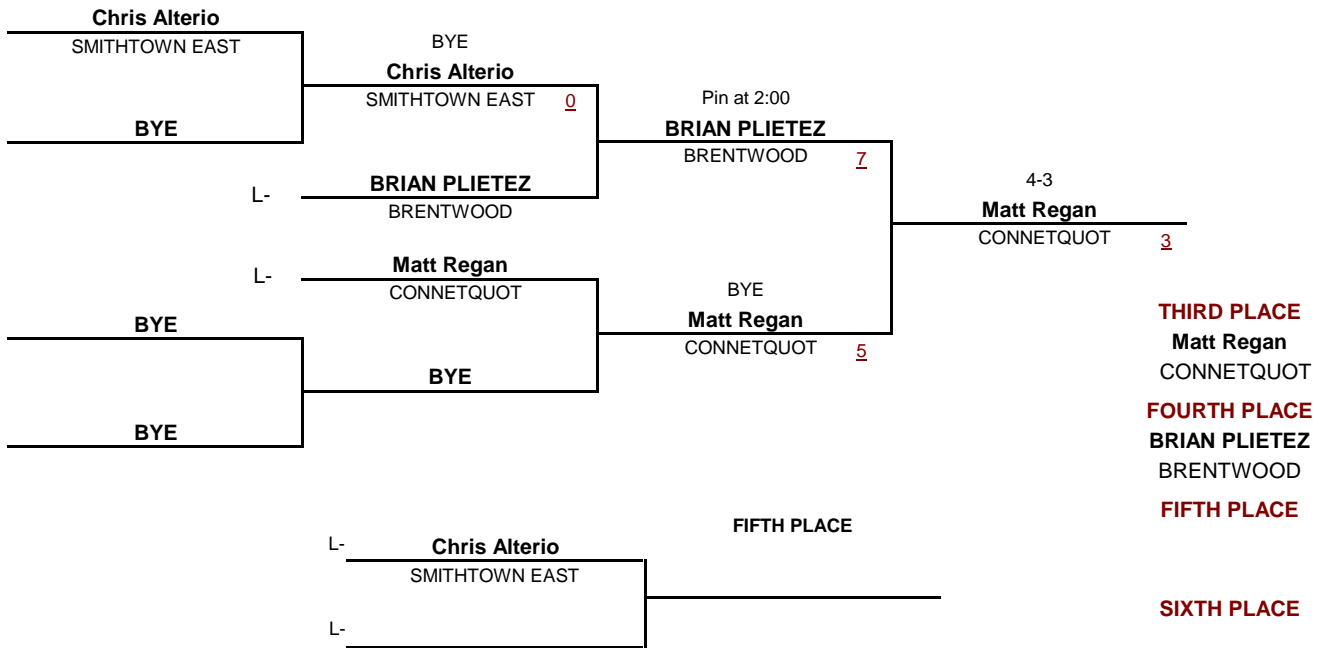 Chris Alterio
SMITHTOWN EAST
BYE
BYE
Chris Alterio
SMITHTOWN EAST 0
L- BRIAN PLIETEZ
BRENTWOOD
Pin at 2:00
BRIAN PLIETEZ
BRENTWOOD 7
4-3
Matt Regan
CONNETQUOT 3
L- Matt Regan
CONNETQUOT
BYE
Matt Regan
CONNETQUOT 5
BYE
BYE
BYE
THIRD PLACE
Matt Regan
CONNETQUOT
FOURTH PLACE
BRIAN PLIETEZ
BRENTWOOD
FIFTH PLACE
SIXTH PLACE
FIFTH PLACE
L- Chris Alterio
SMITHTOWN EAST
L-